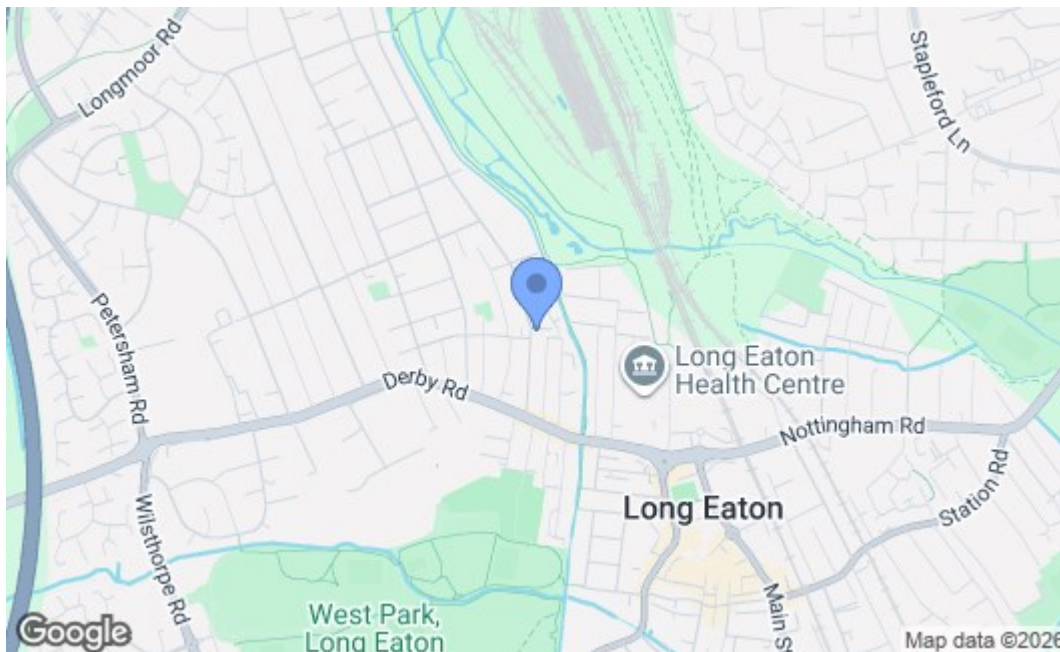 Longmoor Rd
Stapleford Ln
Petersham Rd
Derby Rd
Long Eaton
Health Centre
Nottingham Rd
Station Rd
Long Eaton
Wilsthorpe Rd
West Park,
Long Eaton
Main
Google
Map data ©2026